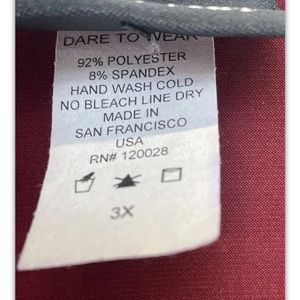 DARE TO WEAR
92% POLYESTER
8% SPANDEX
HAND WASH COLD
NO BLEACH LINE DRY
MADE IN
SAN FRANCISCO
USA
RN# 120028
3X